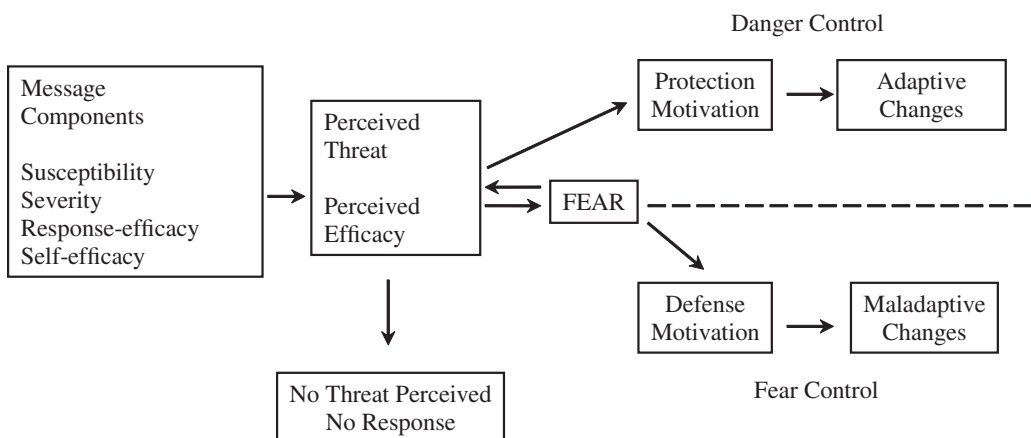 Danger Control
Message
Components
Susceptibility
Severity
Response-efficacy
Self-efficacy
Perceived
Threat
Perceived
Efficacy
Protection
Motivation
Adaptive
Changes
FEAR
Defense
Motivation
Maladaptive
Changes
No Threat Perceived
No Response
Fear Control